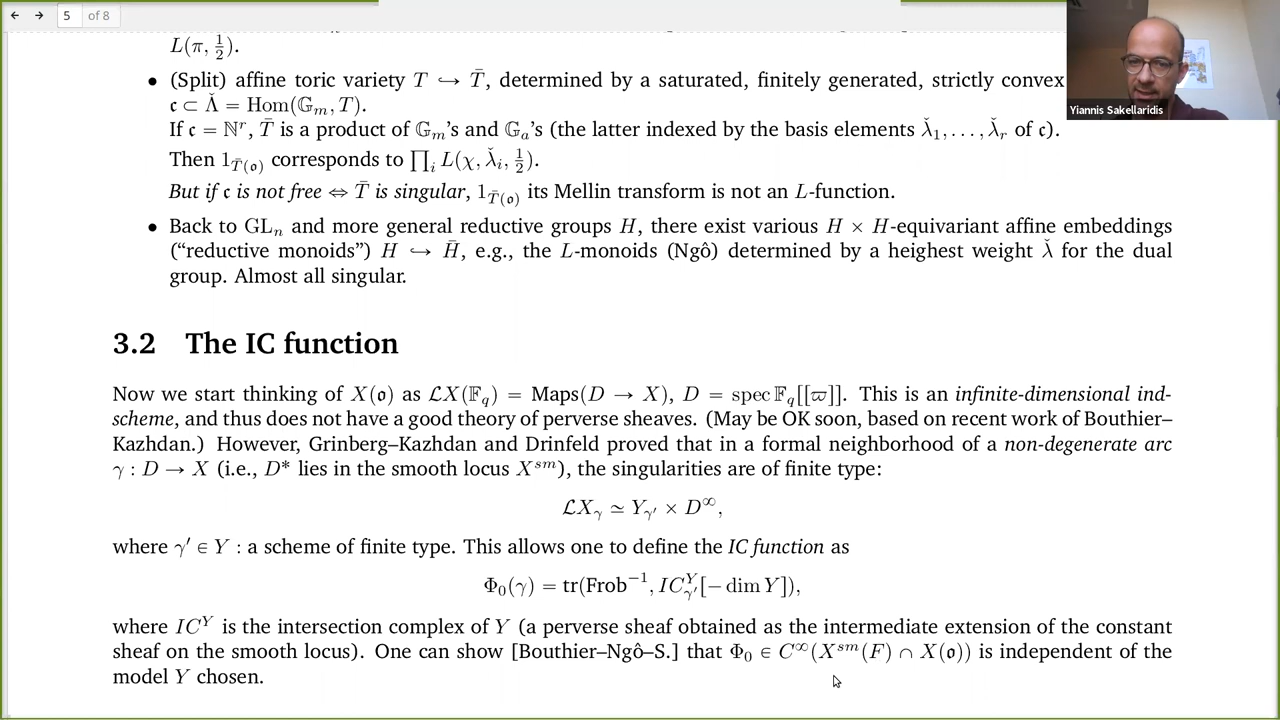 5 of 8
L(π, 1/2).
• (Split) affine toric variety T ↪ T̄, determined by a saturated, finitely generated, strictly convex
𝔠 ⊂ Λ̌ = Hom(𝔾ₘ, T).
If 𝔠 = ℕʳ, T̄ is a product of 𝔾ₘ's and 𝔾ₐ's (the latter indexed by the basis elements λ̌₁, . . . , λ̌ᵣ of 𝔠).
Then 1_{T̄(𝔬)} corresponds to ∏ᵢ L(χ, λ̌ᵢ, 1/2).
But if 𝔠 is not free ⇔ T̄ is singular, 1_{T̄(𝔬)} its Mellin transform is not an L-function.
• Back to GLₙ and more general reductive groups H, there exist various H × H-equivariant affine embeddings
(“reductive monoids”) H ↪ H̄, e.g., the L-monoids (Ngô) determined by a heighest weight λ̌ for the dual
group. Almost all singular.
3.2 The IC function
Now we start thinking of X(𝔬) as ℒX(𝔽_q) = Maps(D → X), D = spec 𝔽_q[[ϖ]]. This is an infinite-dimensional ind-
scheme, and thus does not have a good theory of perverse sheaves. (May be OK soon, based on recent work of Bouthier–
Kazhdan.) However, Grinberg–Kazhdan and Drinfeld proved that in a formal neighborhood of a non-degenerate arc
γ : D → X (i.e., D* lies in the smooth locus X^{sm}), the singularities are of finite type:
ℒX_γ ≃ Y_{γ′} × D^∞,
where γ′ ∈ Y : a scheme of finite type. This allows one to define the IC function as
Φ₀(γ) = tr(Frob⁻¹, IC^Y_{γ′}[− dim Y]),
where IC^Y is the intersection complex of Y (a perverse sheaf obtained as the intermediate extension of the constant
sheaf on the smooth locus). One can show [Bouthier–Ngô–S.] that Φ₀ ∈ C^∞(X^{sm}(F) ∩ X(𝔬)) is independent of the
model Y chosen.
Yiannis Sakellaridis